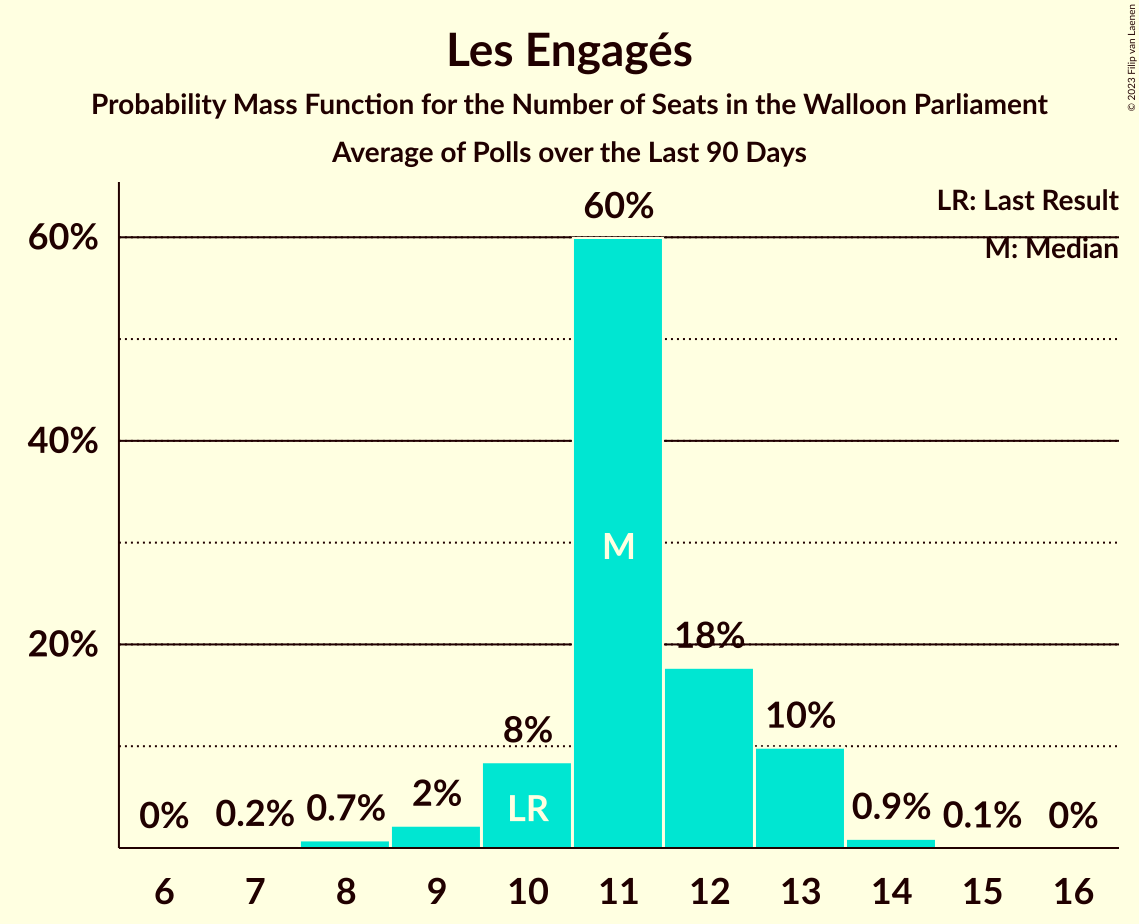 Les Engagés
Probability Mass Function for the Number of Seats in the Walloon Parliament
Average of Polls over the Last 90 Days
© 2023 Filip van Laenen
LR: Last Result
M: Median
60%
40%
20%
0%
0.2%
0.7%
2%
8%
60%
18%
10%
0.9%
0.1%
0%
LR
M
6 7 8 9 10 11 12 13 14 15 16